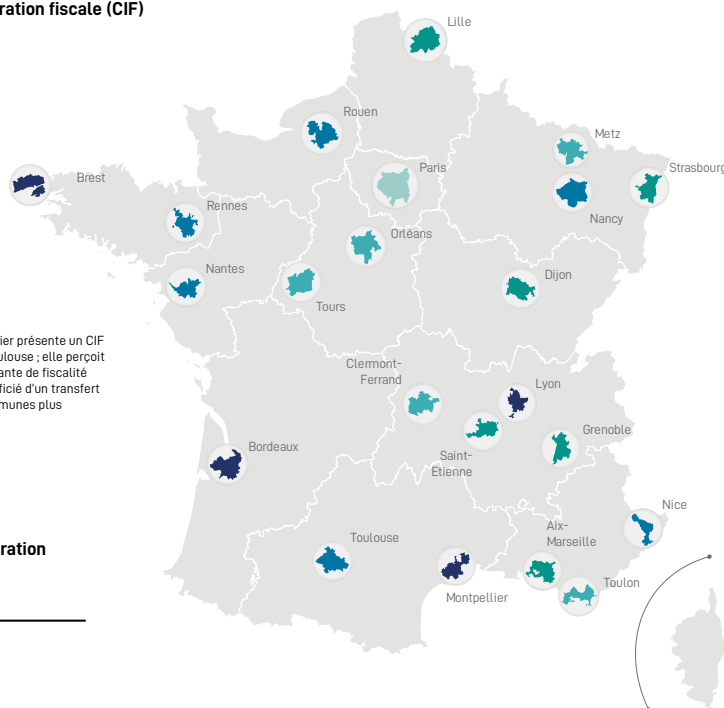 ration fiscale (CIF)
Lille
Rouen
Metz
Paris
Strasbourg
Brest
Rennes
Nancy
Orléans
Nantes
Dijon
Tours
ier présente un CIF
ulouse ; elle perçoit
ante de fiscalité
ficié d'un transfert
munes plus
Clermont-
Ferrand
Lyon
Grenoble
Saint-
Etienne
Bordeaux
Nice
Aix-
Marseille
Toulouse
ration
Toulon
Montpellier